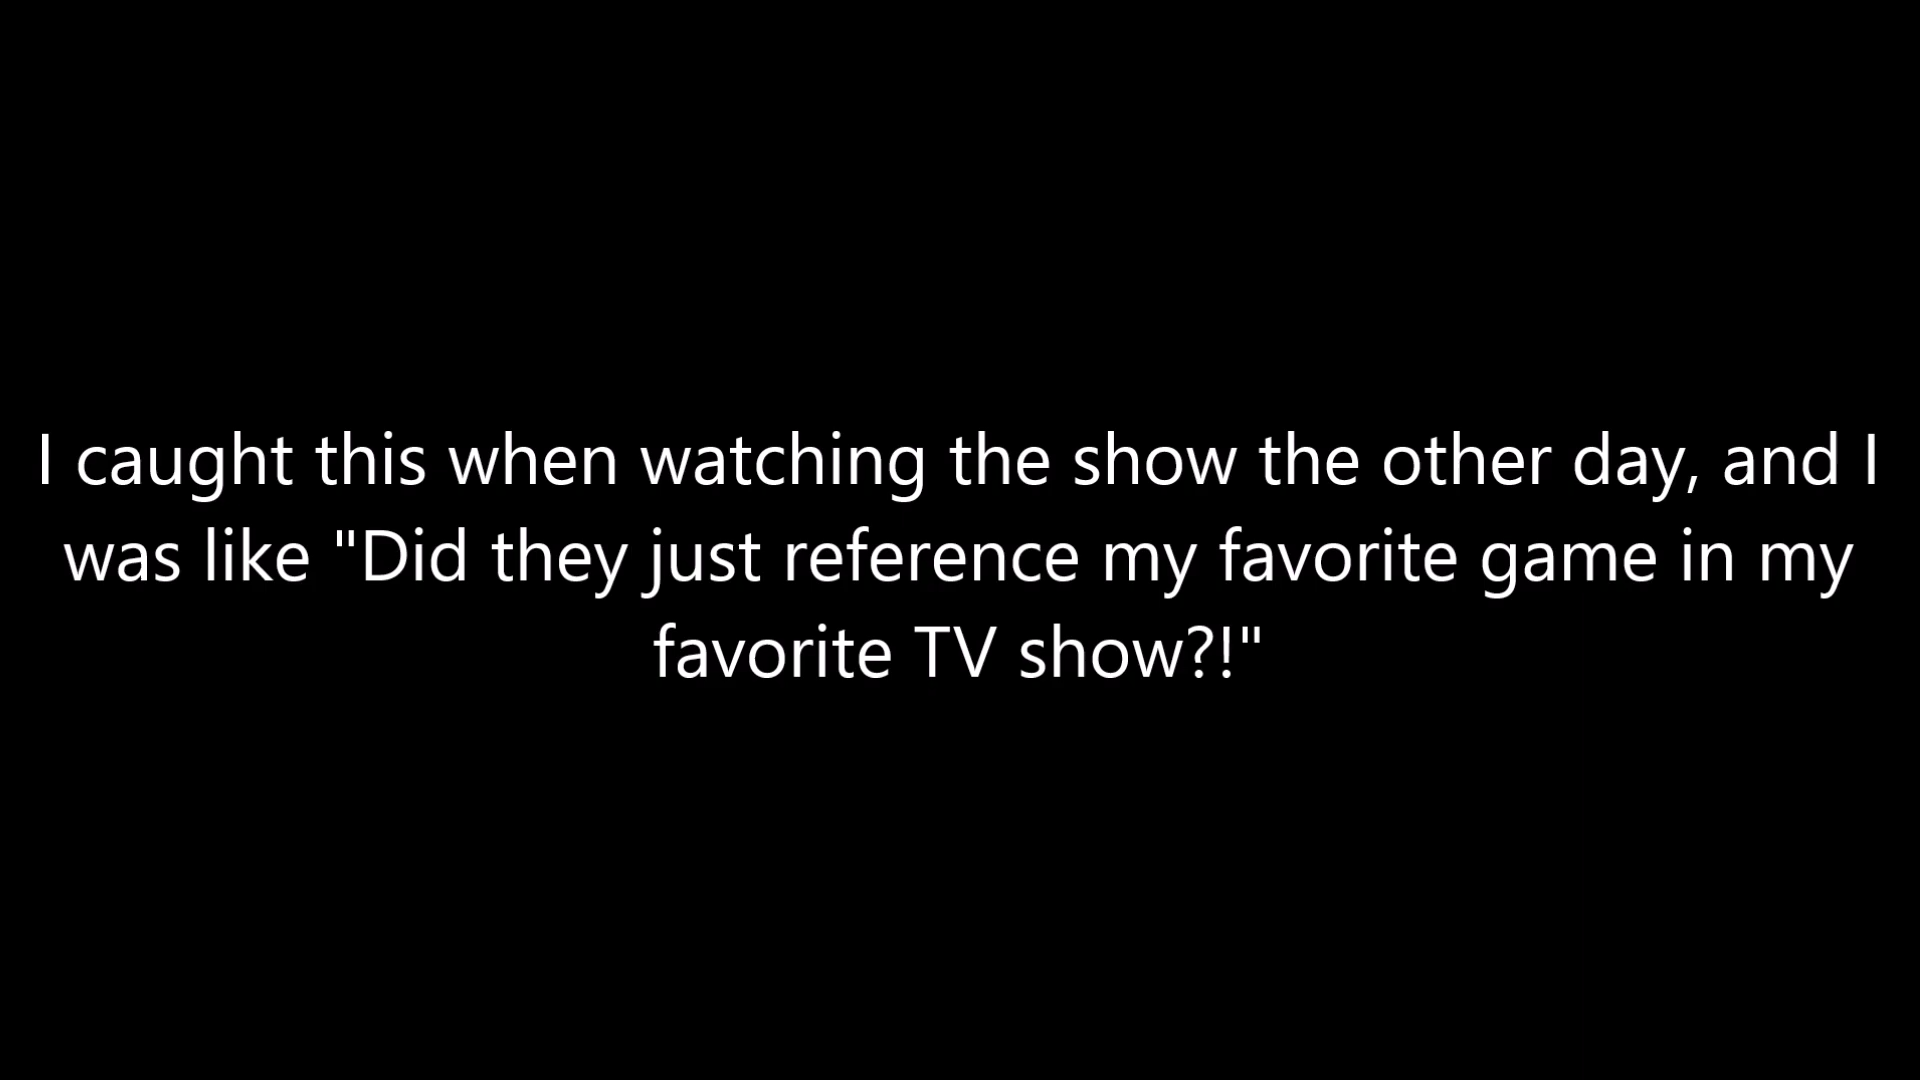 I caught this when watching the show the other day, and I
was like "Did they just reference my favorite game in my
favorite TV show?!"